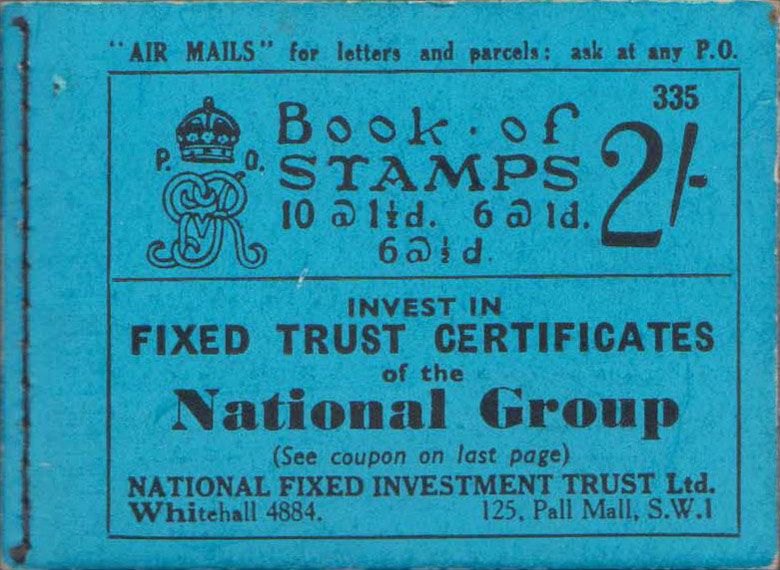 "AIR MAILS" for letters and parcels: ask at any P.O.
335
P. O.
Book · of
STAMPS
2/-
10 @ 1½d. 6 @ 1d.
6 @ ½d.
INVEST IN
FIXED TRUST CERTIFICATES
of the
National Group
(See coupon on last page)
NATIONAL FIXED INVESTMENT TRUST Ltd.
Whitehall 4884. 125, Pall Mall, S.W.1